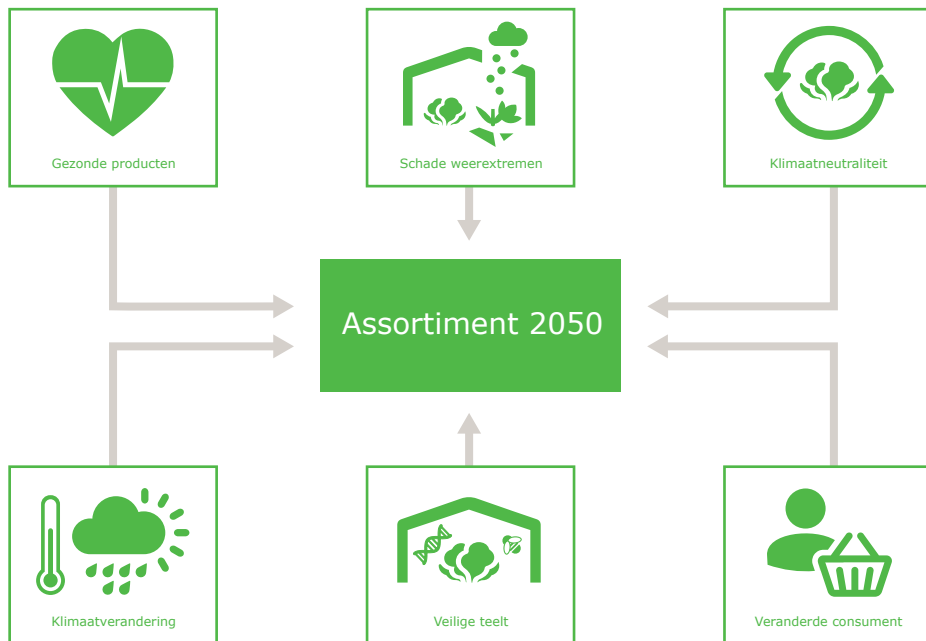 Gezonde producten
Schade weerextremen
Klimaatneutraliteit
Assortiment 2050
Klimaatverandering
Veilige teelt
Veranderde consument